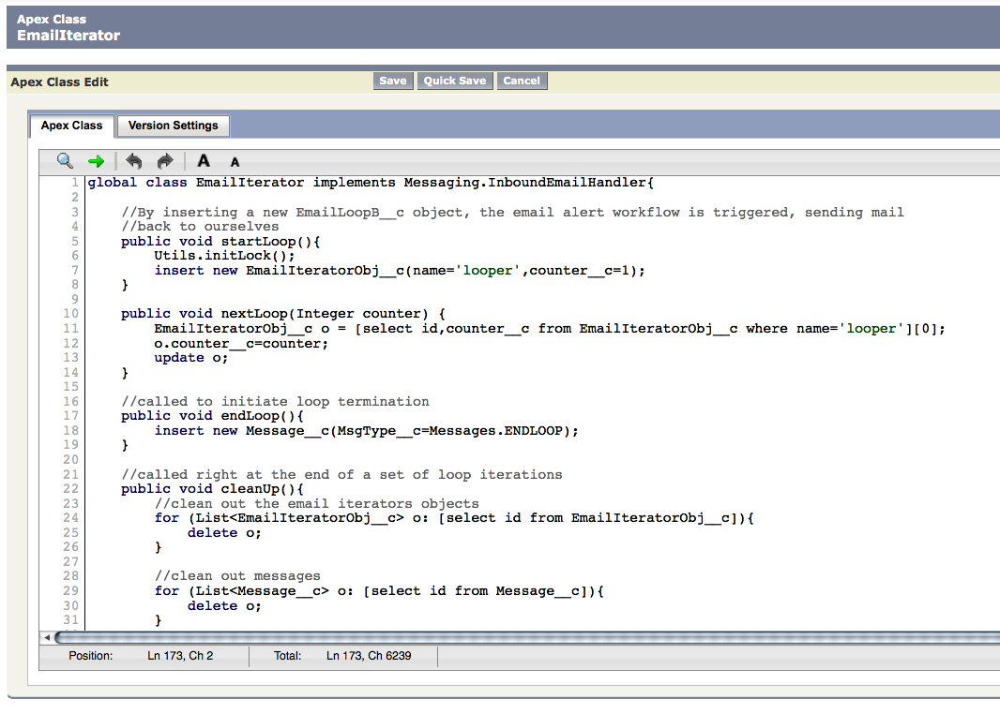 Apex Class
EmailIterator
Apex Class Edit
Save
Quick Save
Cancel
Apex Class
Version Settings
A
A
1 global class EmailIterator implements Messaging.InboundEmailHandler{
2
3 //By inserting a new EmailLoopB__c object, the email alert workflow is triggered, sending mail
4 //back to ourselves
5 public void startLoop(){
6 Utils.initLock();
7 insert new EmailIteratorObj__c(name='looper',counter__c=1);
8 }
9
10 public void nextLoop(Integer counter) {
11 EmailIteratorObj__c o = [select id,counter__c from EmailIteratorObj__c where name='looper'][0];
12 o.counter__c=counter;
13 update o;
14 }
15
16 //called to initiate loop termination
17 public void endLoop(){
18 insert new Message__c(MsgType__c=Messages.ENDLOOP);
19 }
20
21 //called right at the end of a set of loop iterations
22 public void cleanUp(){
23 //clean out the email iterators objects
24 for (List<EmailIteratorObj__c> o: [select id from EmailIteratorObj__c]){
25 delete o;
26 }
27
28 //clean out messages
29 for (List<Message__c> o: [select id from Message__c]){
30 delete o;
31 }
Position: Ln 173, Ch 2 Total: Ln 173, Ch 6239